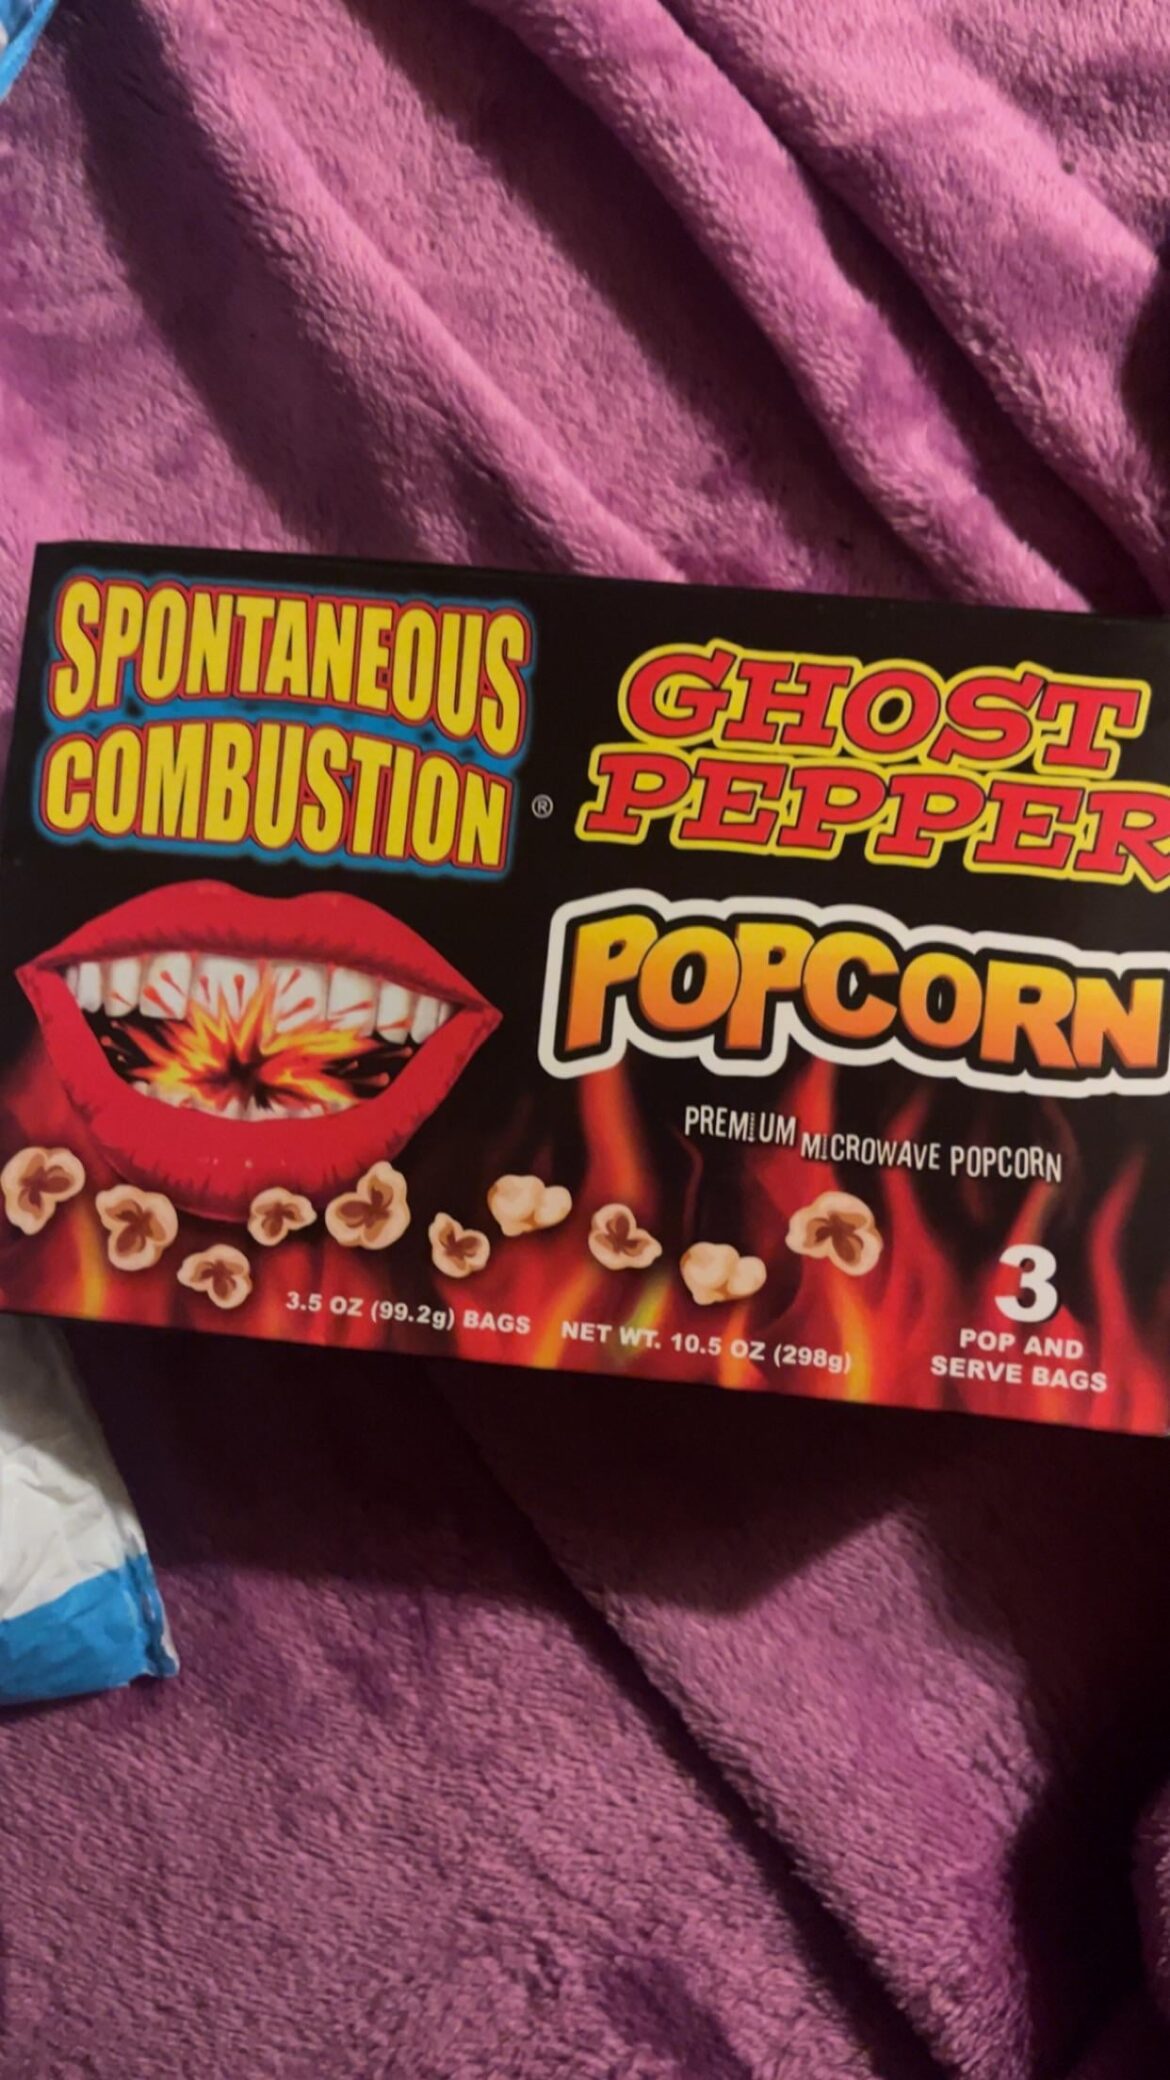 SPONTANEOUS
COMBUSTION®
GHOST
PEPPER
POPCORN
PREMIUM MICROWAVE POPCORN
3
POP AND
SERVE BAGS
3.5 OZ (99.2g) BAGS NET WT. 10.5 OZ (298g)